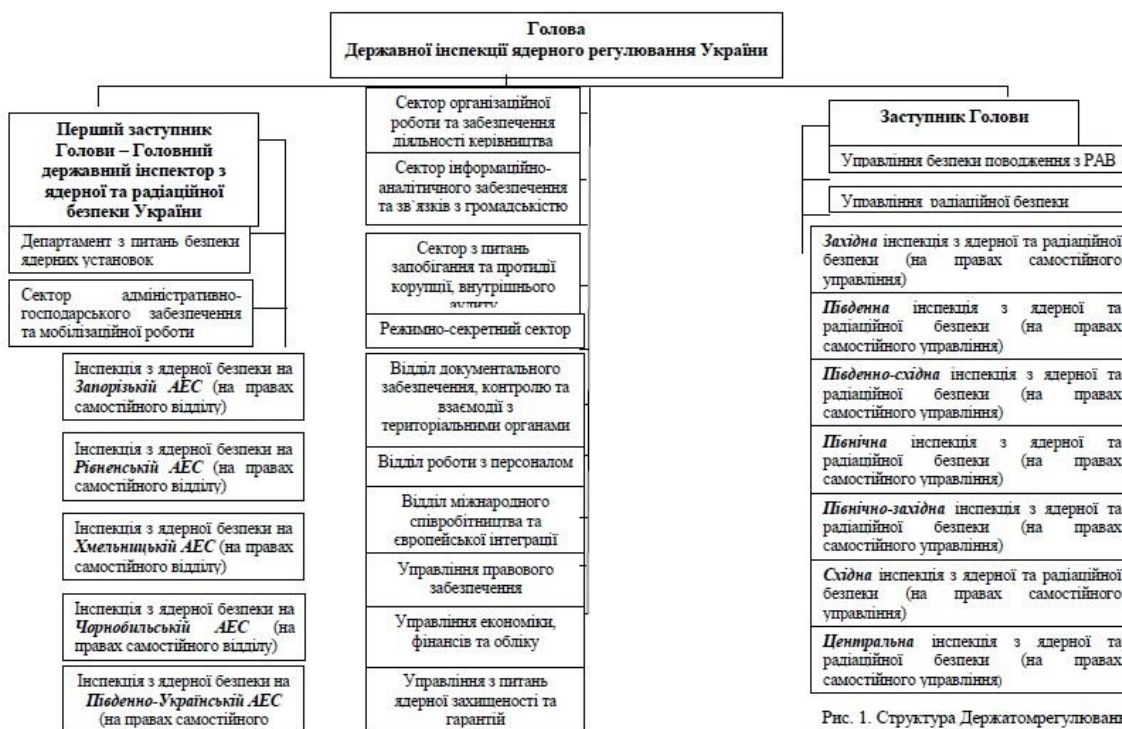 Голова
Державної інспекції ядерного регулювання України
Перший заступник
Голови – Головний
державний інспектор з
ядерної та радіаційної
безпеки України
Департамент з питань безпеки
ядерних установок
Сектор адміністративно-
господарського забезпечення
та мобілізаційної роботи
Інспекція з ядерної безпеки на
Запорізькій АЕС (на правах
самостійного відділу)
Інспекція з ядерної безпеки на
Рівненській АЕС (на правах
самостійного відділу)
Інспекція з ядерної безпеки на
Хмельницькій АЕС (на правах
самостійного відділу)
Інспекція з ядерної безпеки на
Чорнобильській АЕС (на
правах самостійного відділу)
Інспекція з ядерної безпеки на
Південно-Українській АЕС
(на правах самостійного
Сектор організаційної
роботи та забезпечення
діяльності керівництва
Сектор інформаційно-
аналітичного забезпечення
та зв`язків з громадськістю
Сектор з питань
запобігання та протидії
корупції, внутрішнього
аудиту
Режимно-секретний сектор
Відділ документального
забезпечення, контролю та
взаємодії з
територіальними органами
Відділ роботи з персоналом
Відділ міжнародного
співробітництва та
європейської інтеграції
Управління правового
забезпечення
Управління економіки,
фінансів та обліку
Управління з питань
ядерної захищеності та
гарантій
Заступник Голови
Управління безпеки поводження з РАВ
Управління радіаційної безпеки
Західна інспекція з ядерної та радіаційної
безпеки (на правах самостійного
управління)
Південна інспекція з ядерної та
радіаційної безпеки (на правах
самостійного управління)
Південно-східна інспекція з ядерної та
радіаційної безпеки (на правах
самостійного управління)
Північна інспекція з ядерної та
радіаційної безпеки (на правах
самостійного управління)
Північно-західна інспекція з ядерної та
радіаційної безпеки (на правах
самостійного управління)
Східна інспекція з ядерної та радіаційної
безпеки (на правах самостійного
управління)
Центральна інспекція з ядерної та
радіаційної безпеки (на правах
самостійного управління)
Рис. 1. Структура Держатомрегулюванн